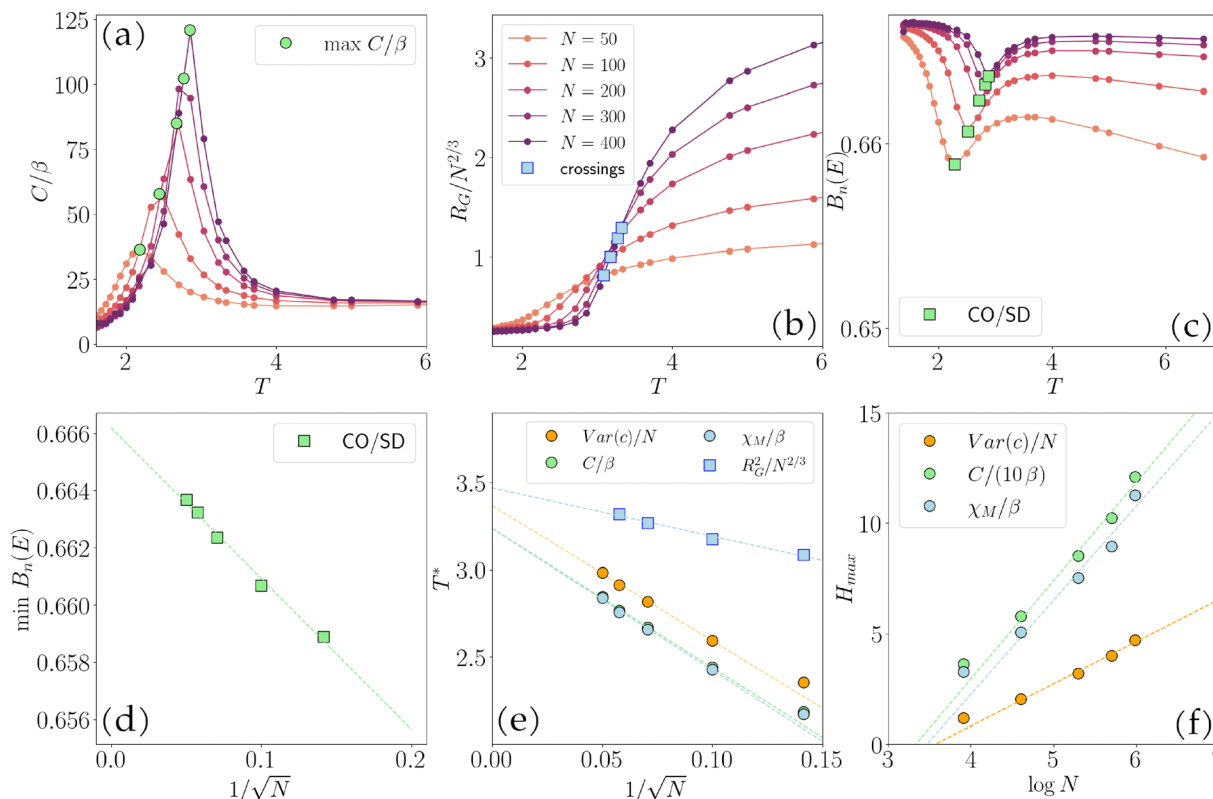 (a)
max C/β
125
100
75
50
25
0
C/β
2
4
6
T
N = 50
N = 100
N = 200
N = 300
N = 400
crossings
3
2
1
R_G/N^{2/3}
2
4
6
T
(b)
0.66
0.65
B_n(E)
CO/SD
2
4
6
T
(c)
CO/SD
0.666
0.664
0.662
0.660
0.658
0.656
min B_n(E)
(d)
0.0
0.1
0.2
1/√N
Var(c)/N
C/β
χ_M/β
R_G^2/N^{2/3}
3.5
3.0
2.5
T*
(e)
0.00
0.05
0.10
0.15
1/√N
Var(c)/N
C/(10 β)
χ_M/β
15
10
5
0
H_{max}
3
4
5
6
log N
(f)